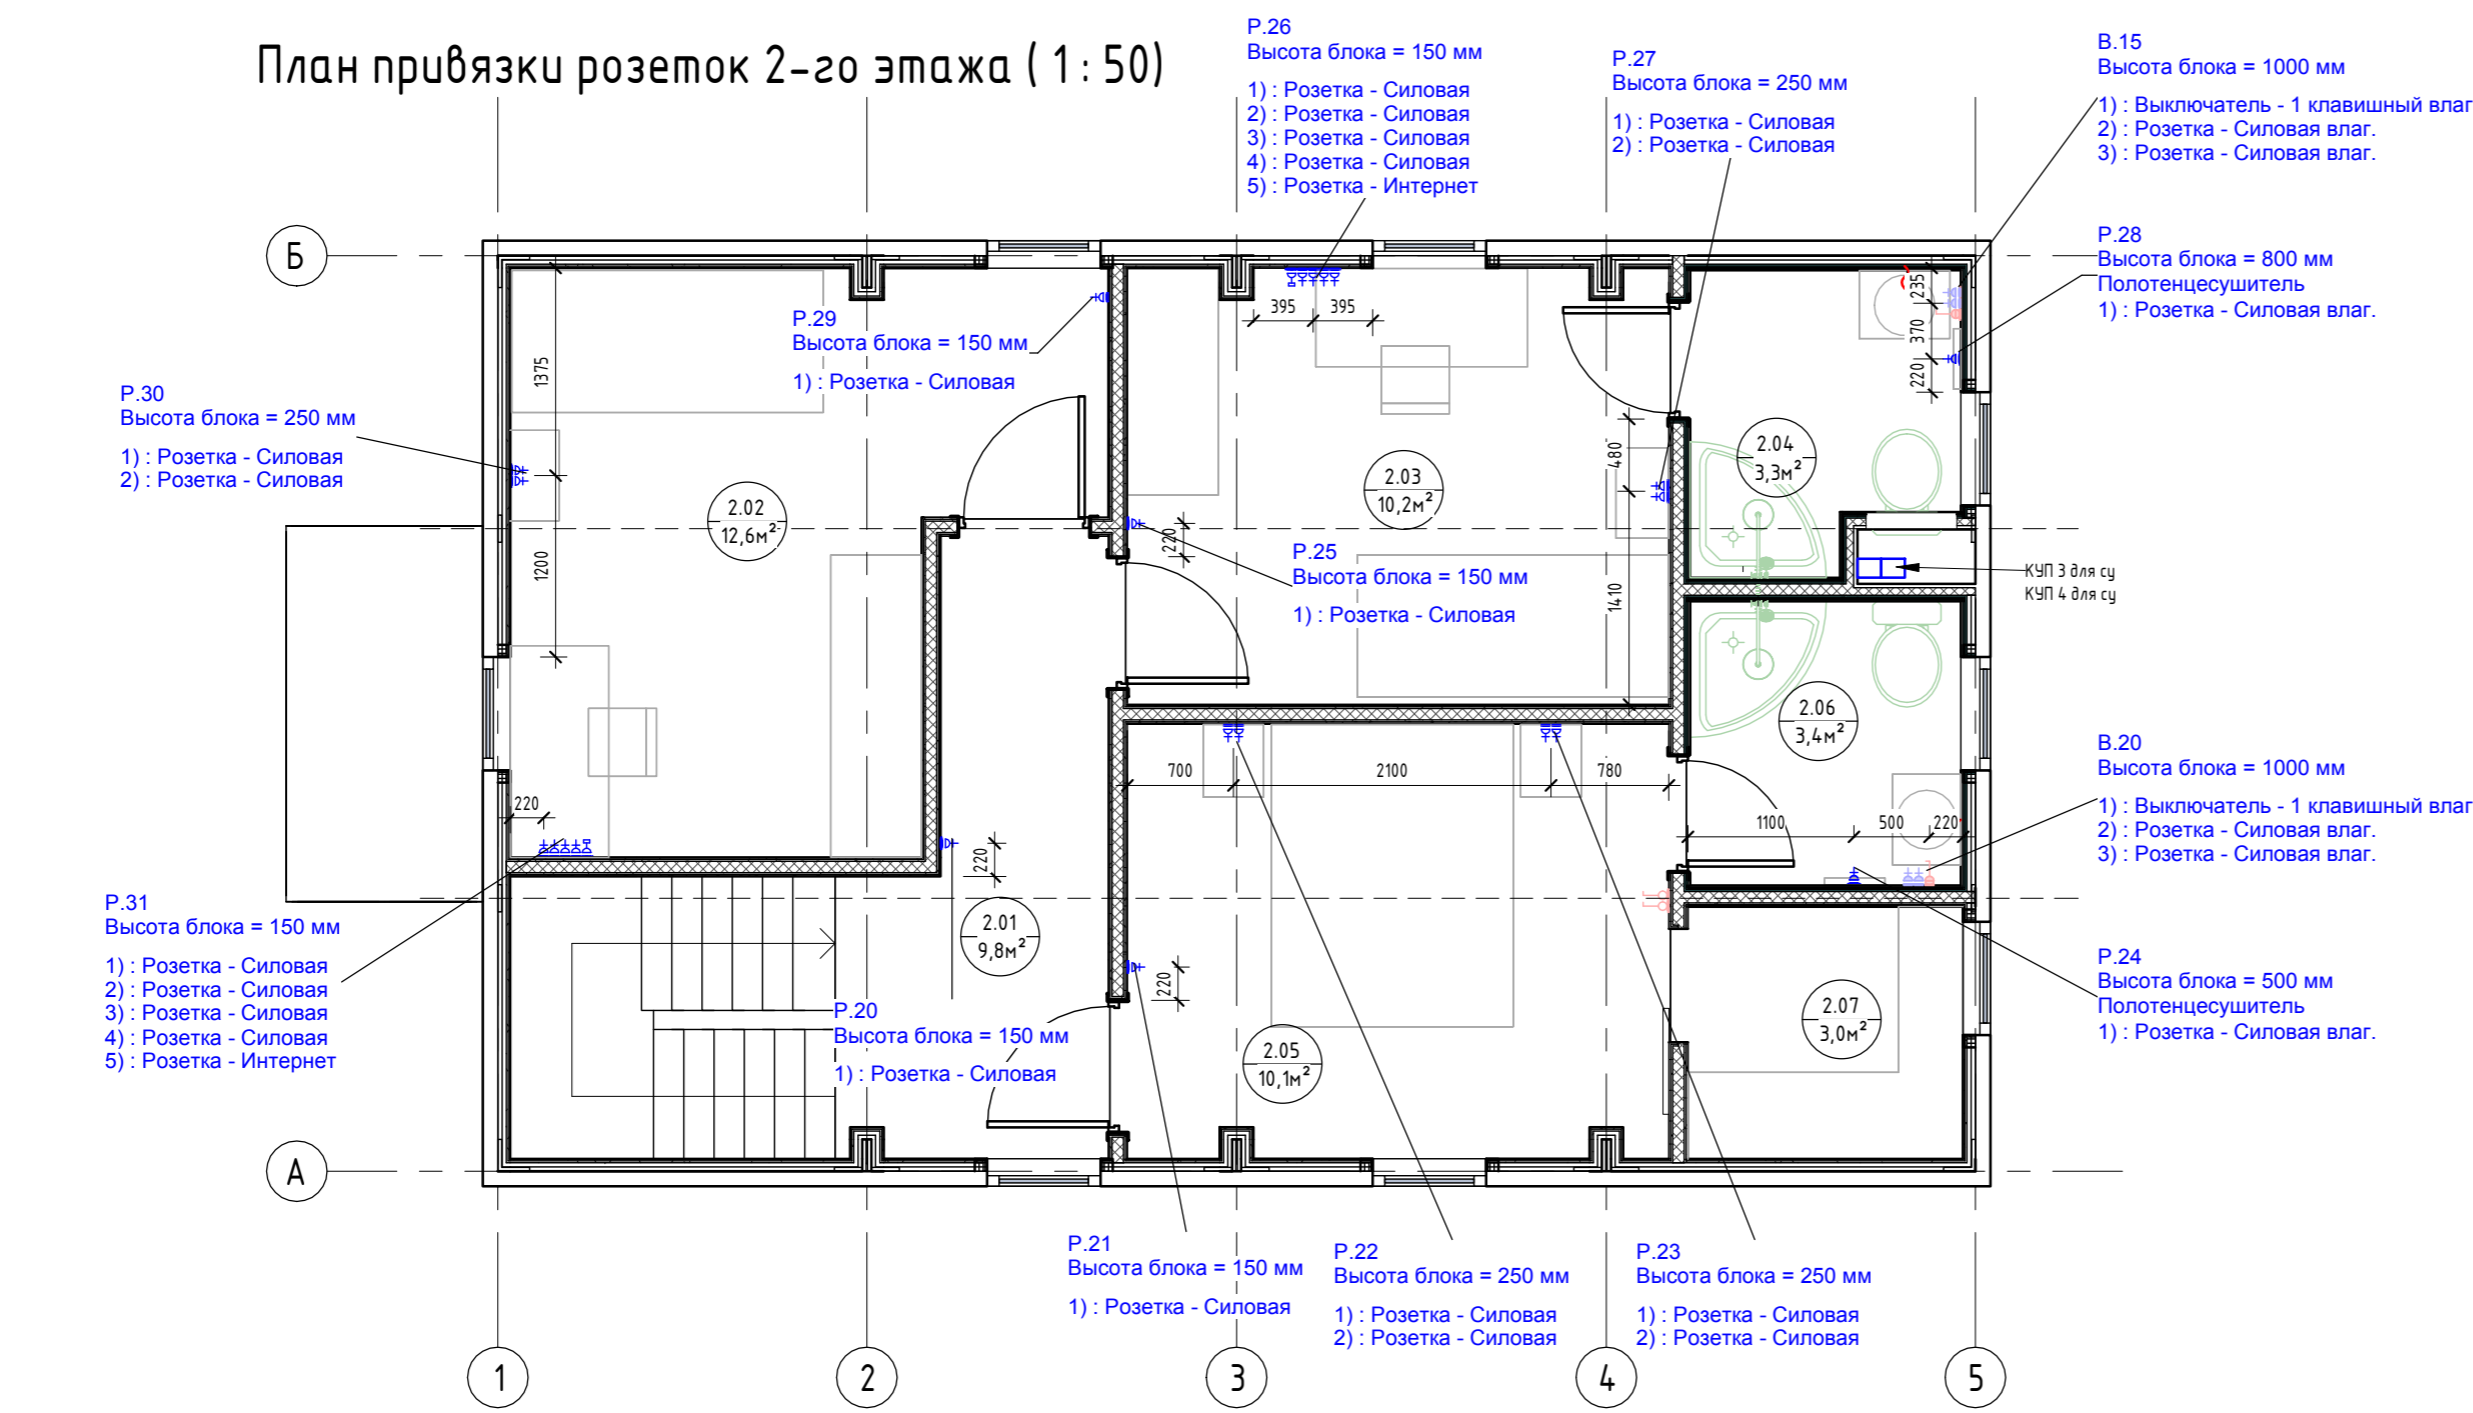 План привязки розеток 2-го этажа ( 1 : 50)
Р.26
Высота блока = 150 мм
1) : Розетка - Силовая
2) : Розетка - Силовая
3) : Розетка - Силовая
4) : Розетка - Силовая
5) : Розетка - Интернет
Р.27
Высота блока = 250 мм
1) : Розетка - Силовая
2) : Розетка - Силовая
В.15
Высота блока = 1000 мм
1) : Выключатель - 1 клавишный влаг
2) : Розетка - Силовая влаг.
3) : Розетка - Силовая влаг.
Р.28
Высота блока = 800 мм
Полотенцесушитель
1) : Розетка - Силовая влаг.
Б
Р.29
Высота блока = 150 мм
1) : Розетка - Силовая
Р.30
Высота блока = 250 мм
1) : Розетка - Силовая
2) : Розетка - Силовая
1375
1200
395
395
235
370
220
480
1410
2.02
12,6м²
2.03
10,2м²
2.04
3,3м²
220
Р.25
Высота блока = 150 мм
1) : Розетка - Силовая
КУП 3 для су
КУП 4 для су
2.06
3,4м²
700
2100
780
1100
500
220
220
220
В.20
Высота блока = 1000 мм
1) : Выключатель - 1 клавишный влаг
2) : Розетка - Силовая влаг.
3) : Розетка - Силовая влаг.
Р.31
Высота блока = 150 мм
1) : Розетка - Силовая
2) : Розетка - Силовая
3) : Розетка - Силовая
4) : Розетка - Силовая
5) : Розетка - Интернет
2.01
9,8м²
220
Р.20
Высота блока = 150 мм
1) : Розетка - Силовая
2.05
10,1м²
2.07
3,0м²
Р.24
Высота блока = 500 мм
Полотенцесушитель
1) : Розетка - Силовая влаг.
А
Р.21
Высота блока = 150 мм
1) : Розетка - Силовая
Р.22
Высота блока = 250 мм
1) : Розетка - Силовая
2) : Розетка - Силовая
Р.23
Высота блока = 250 мм
1) : Розетка - Силовая
2) : Розетка - Силовая
1
2
3
4
5